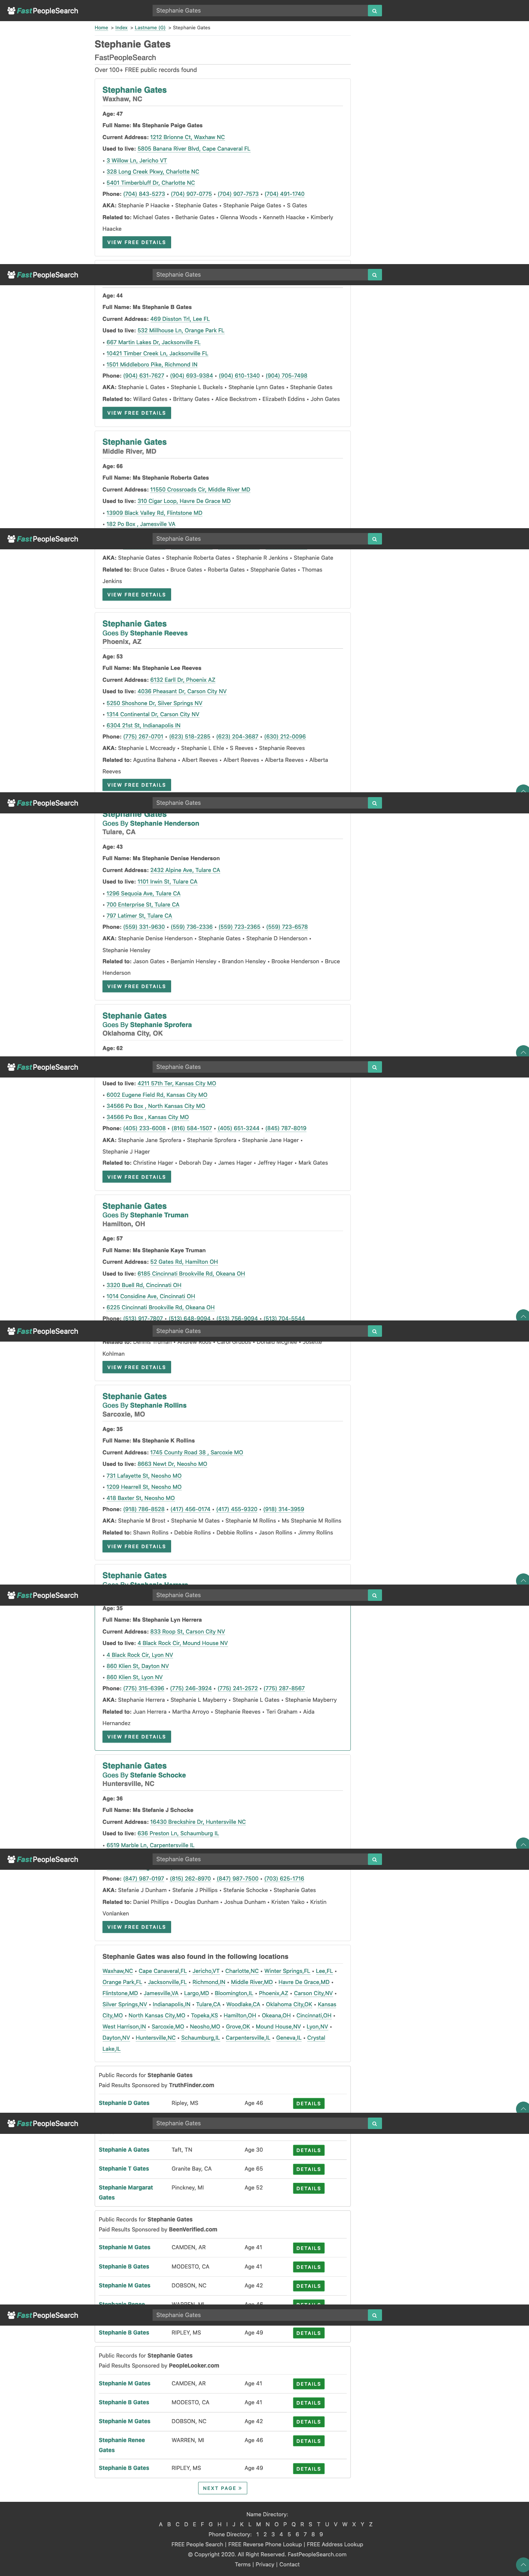 FastPeopleSearch
Stephanie Gates
Home » Index » Lastname (G) » Stephanie Gates
Stephanie Gates
FastPeopleSearch
Over 100+ FREE public records found
Stephanie Gates
Waxhaw, NC
Age: 47
Full Name: Ms Stephanie Paige Gates
Current Address: 1212 Brionne Ct, Waxhaw NC
Used to live: 5805 Banana River Blvd, Cape Canaveral FL
• 3 Willow Ln, Jericho VT
• 328 Long Creek Pkwy, Charlotte NC
• 5401 Timberbluff Dr, Charlotte NC
Phone: (704) 843-5273 • (704) 907-0775 • (704) 907-7573 • (704) 491-1740
AKA: Stephanie P Haacke • Stephanie Gates • Stephanie Paige Gates • S Gates
Related to: Michael Gates • Bethanie Gates • Glenna Woods • Kenneth Haacke • Kimberly
Haacke
VIEW FREE DETAILS
FastPeopleSearch
Stephanie Gates
Age: 44
Full Name: Ms Stephanie B Gates
Current Address: 469 Disston Trl, Lee FL
Used to live: 532 Millhouse Ln, Orange Park FL
• 667 Martin Lakes Dr, Jacksonville FL
• 10421 Timber Creek Ln, Jacksonville FL
• 1501 Middleboro Pike, Richmond IN
Phone: (904) 631-7627 • (904) 693-9384 • (904) 610-1340 • (904) 705-7498
AKA: Stephanie L Gates • Stephanie L Buckels • Stephanie Lynn Gates • Stephanie Gates
Related to: Willard Gates • Brittany Gates • Alice Beckstrom • Elizabeth Eddins • John Gates
VIEW FREE DETAILS
Stephanie Gates
Middle River, MD
Age: 66
Full Name: Ms Stephanie Roberta Gates
Current Address: 11550 Crossroads Cir, Middle River MD
Used to live: 310 Cigar Loop, Havre De Grace MD
• 13909 Black Valley Rd, Flintstone MD
• 182 Po Box , Jamesville VA
FastPeopleSearch
Stephanie Gates
AKA: Stephanie Gates • Stephanie Roberta Gates • Stephanie R Jenkins • Stephanie Gate
Related to: Bruce Gates • Bruce Gates • Roberta Gates • Stepphanie Gates • Thomas
Jenkins
VIEW FREE DETAILS
Stephanie Gates
Goes By Stephanie Reeves
Phoenix, AZ
Age: 53
Full Name: Ms Stephanie Lee Reeves
Current Address: 6132 Earll Dr, Phoenix AZ
Used to live: 4036 Pheasant Dr, Carson City NV
• 5250 Shoshone Dr, Silver Springs NV
• 1314 Continental Dr, Carson City NV
• 6304 21st St, Indianapolis IN
Phone: (775) 267-0701 • (623) 518-2285 • (623) 204-3687 • (630) 212-0096
AKA: Stephanie L Mccready • Stephanie L Ehle • S Reeves • Stephanie Reeves
Related to: Agustina Bahena • Albert Reeves • Albert Reeves • Alberta Reeves • Alberta
Reeves
VIEW FREE DETAILS
FastPeopleSearch
Stephanie Gates
Stephanie Gates
Goes By Stephanie Henderson
Tulare, CA
Age: 43
Full Name: Ms Stephanie Denise Henderson
Current Address: 2432 Alpine Ave, Tulare CA
Used to live: 1101 Irwin St, Tulare CA
• 1296 Sequoia Ave, Tulare CA
• 700 Enterprise St, Tulare CA
• 797 Latimer St, Tulare CA
Phone: (559) 331-9630 • (559) 736-2336 • (559) 723-2365 • (559) 723-6578
AKA: Stephanie Denise Henderson • Stephanie Gates • Stephanie D Henderson •
Stephanie Hensley
Related to: Jason Gates • Benjamin Hensley • Brandon Hensley • Brooke Henderson • Bruce
Henderson
VIEW FREE DETAILS
Stephanie Gates
Goes By Stephanie Sprofera
Oklahoma City, OK
Age: 62
FastPeopleSearch
Stephanie Gates
Used to live: 4211 57th Ter, Kansas City MO
• 6002 Eugene Field Rd, Kansas City MO
• 34566 Po Box , North Kansas City MO
• 34566 Po Box , Kansas City MO
Phone: (405) 233-6008 • (816) 584-1507 • (405) 651-3244 • (845) 787-8019
AKA: Stephanie Jane Sprofera • Stephanie Sprofera • Stephanie Jane Hager •
Stephanie J Hager
Related to: Christine Hager • Deborah Day • James Hager • Jeffrey Hager • Mark Gates
VIEW FREE DETAILS
Stephanie Gates
Goes By Stephanie Truman
Hamilton, OH
Age: 57
Full Name: Ms Stephanie Kaye Truman
Current Address: 52 Gates Rd, Hamilton OH
Used to live: 6185 Cincinnati Brookville Rd, Okeana OH
• 3320 Buell Rd, Cincinnati OH
• 1014 Considine Ave, Cincinnati OH
• 6225 Cincinnati Brookville Rd, Okeana OH
Phone: (513) 917-7807 • (513) 648-9094 • (513) 756-9094 • (513) 704-5544
FastPeopleSearch
Stephanie Gates
Kohlman
VIEW FREE DETAILS
Stephanie Gates
Goes By Stephanie Rollins
Sarcoxie, MO
Age: 35
Full Name: Ms Stephanie K Rollins
Current Address: 1745 County Road 38 , Sarcoxie MO
Used to live: 8663 Newt Dr, Neosho MO
• 731 Lafayette St, Neosho MO
• 1209 Hearrell St, Neosho MO
• 418 Baxter St, Neosho MO
Phone: (918) 786-8528 • (417) 456-0174 • (417) 455-9320 • (918) 314-3959
AKA: Stephanie M Brost • Stephanie M Gates • Stephanie M Rollins • Ms Stephanie M Rollins
Related to: Shawn Rollins • Debbie Rollins • Debbie Rollins • Jason Rollins • Jimmy Rollins
VIEW FREE DETAILS
Stephanie Gates
FastPeopleSearch
Stephanie Gates
Age: 35
Full Name: Ms Stephanie Lyn Herrera
Current Address: 833 Roop St, Carson City NV
Used to live: 4 Black Rock Cir, Mound House NV
• 4 Black Rock Cir, Lyon NV
• 860 Klien St, Dayton NV
• 860 Klien St, Lyon NV
Phone: (775) 315-6396 • (775) 246-3924 • (775) 241-2572 • (775) 287-8567
AKA: Stephanie Herrera • Stephanie L Mayberry • Stephanie L Gates • Stephanie Mayberry
Related to: Juan Herrera • Martha Arroyo • Stephanie Reeves • Teri Graham • Aida
Hernandez
VIEW FREE DETAILS
Stephanie Gates
Goes By Stefanie Schocke
Huntersville, NC
Age: 36
Full Name: Ms Stefanie J Schocke
Current Address: 16430 Breckshire Dr, Huntersville NC
Used to live: 636 Preston Ln, Schaumburg IL
• 6519 Marble Ln, Carpentersville IL
FastPeopleSearch
Stephanie Gates
Phone: (847) 987-0197 • (815) 262-8970 • (847) 987-7500 • (703) 625-1716
AKA: Stefanie J Dunham • Stefanie J Phillips • Stefanie Schocke • Stephanie Gates
Related to: Daniel Phillips • Douglas Dunham • Joshua Dunham • Kristen Yaiko • Kristin
Vonlanken
VIEW FREE DETAILS
Stephanie Gates was also found in the following locations
Waxhaw,NC • Cape Canaveral,FL • Jericho,VT • Charlotte,NC • Winter Springs,FL • Lee,FL •
Orange Park,FL • Jacksonville,FL • Richmond,IN • Middle River,MD • Havre De Grace,MD •
Flintstone,MD • Jamesville,VA • Largo,MD • Bloomington,IL • Phoenix,AZ • Carson City,NV •
Silver Springs,NV • Indianapolis,IN • Tulare,CA • Woodlake,CA • Oklahoma City,OK • Kansas
City,MO • North Kansas City,MO • Topeka,KS • Hamilton,OH • Okeana,OH • Cincinnati,OH •
West Harrison,IN • Sarcoxie,MO • Neosho,MO • Grove,OK • Mound House,NV • Lyon,NV •
Dayton,NV • Huntersville,NC • Schaumburg,IL • Carpentersville,IL • Geneva,IL • Crystal
Lake,IL
Public Records for Stephanie Gates
Paid Results Sponsored by TruthFinder.com
Stephanie D Gates Ripley, MS Age 46 DETAILS
FastPeopleSearch
Stephanie Gates
Stephanie A Gates Taft, TN Age 30 DETAILS
Stephanie T Gates Granite Bay, CA Age 65 DETAILS
Stephanie Margarat Pinckney, MI Age 52 DETAILS
Gates
Public Records for Stephanie Gates
Paid Results Sponsored by BeenVerified.com
Stephanie M Gates CAMDEN, AR Age 41 DETAILS
Stephanie B Gates MODESTO, CA Age 41 DETAILS
Stephanie M Gates DOBSON, NC Age 42 DETAILS
FastPeopleSearch
Stephanie Gates
Stephanie B Gates RIPLEY, MS Age 49 DETAILS
Public Records for Stephanie Gates
Paid Results Sponsored by PeopleLooker.com
Stephanie M Gates CAMDEN, AR Age 41 DETAILS
Stephanie B Gates MODESTO, CA Age 41 DETAILS
Stephanie M Gates DOBSON, NC Age 42 DETAILS
Stephanie Renee WARREN, MI Age 46 DETAILS
Gates
Stephanie B Gates RIPLEY, MS Age 49 DETAILS
NEXT PAGE »
Name Directory:
A B C D E F G H I J K L M N O P Q R S T U V W X Y Z
Phone Directory: 1 2 3 4 5 6 7 8 9
FREE People Search | FREE Reverse Phone Lookup | FREE Address Lookup
© Copyright 2020. All Right Reserved. FastPeopleSearch.com
Terms | Privacy | Contact